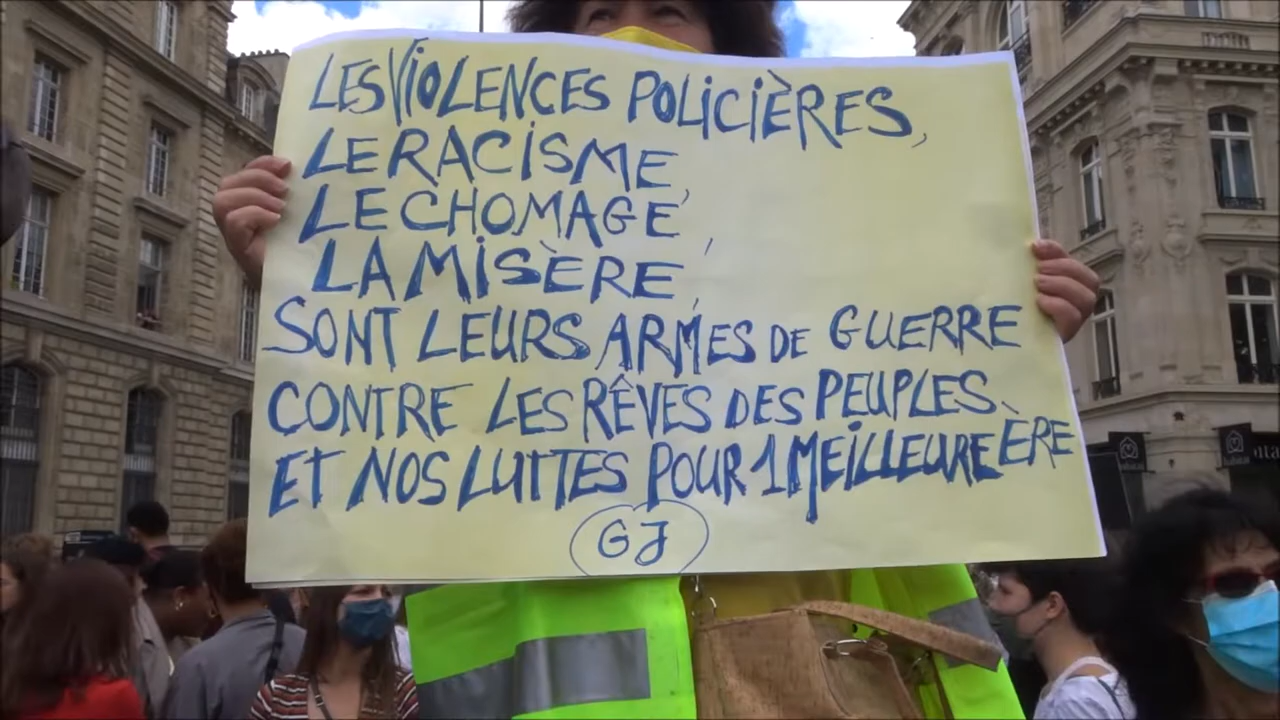 LES VIOLENCES POLICIÈRES,
LE RACISME,
LE CHOMAGE,
LA MISÈRE,
SONT LEURS ARMES DE GUERRE
CONTRE LES RÊVES DES PEUPLES
ET NOS LUTTES POUR 1 MEILLEURE ÈRE
GJ
habitat